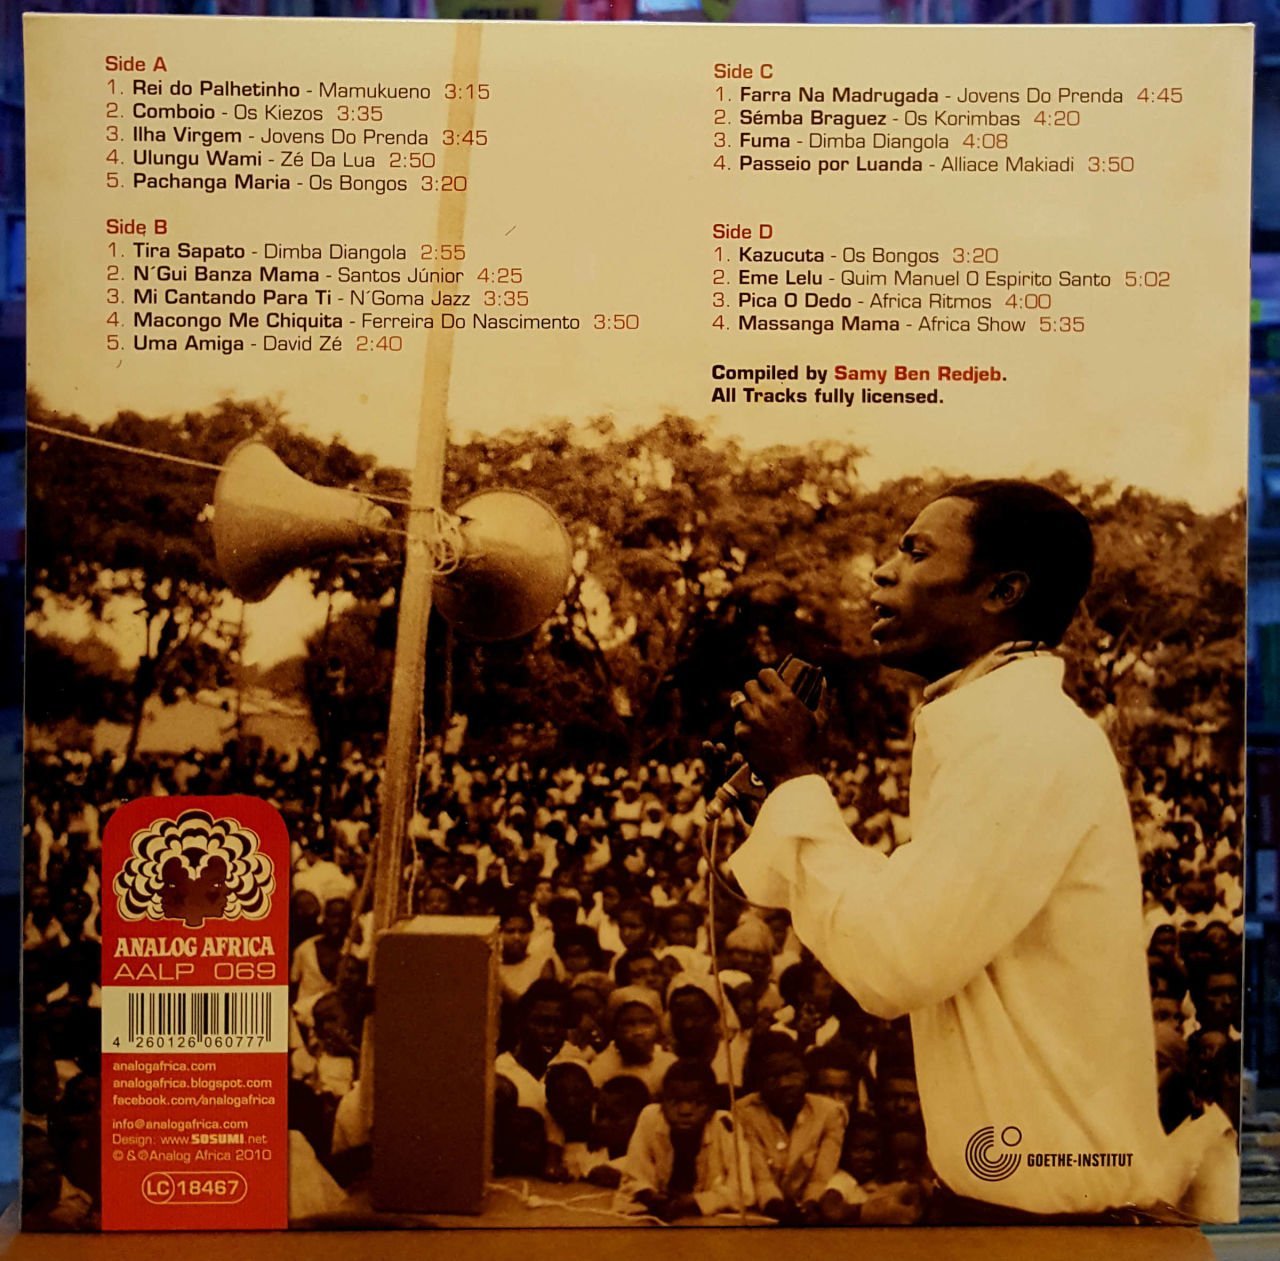 Side A
1. Rei do Palhetinho - Mamukueno 3:15
2. Comboio - Os Kiezos 3:35
3. Ilha Virgem - Jovens Do Prenda 3:45
4. Ulungu Wami - Zé Da Lua 2:50
5. Pachanga Maria - Os Bongos 3:20
Side B
1. Tira Sapato - Dimba Diangola 2:55
2. N´Gui Banza Mama - Santos Júnior 4:25
3. Mi Cantando Para Ti - N´Goma Jazz 3:35
4. Macongo Me Chiquita - Ferreira Do Nascimento 3:50
5. Uma Amiga - David Zé 2:40
Side C
1. Farra Na Madrugada - Jovens Do Prenda 4:45
2. Sémba Braguez - Os Korimbas 4:20
3. Fuma - Dimba Diangola 4:08
4. Passeio por Luanda - Alliace Makiadi 3:50
Side D
1. Kazucuta - Os Bongos 3:20
2. Eme Lelu - Quim Manuel O Espirito Santo 5:02
3. Pica O Dedo - Africa Ritmos 4:00
4. Massanga Mama - Africa Show 5:35
Compiled by Samy Ben Redjeb.
All Tracks fully licensed.
ANALOG AFRICA
AALP 069
4 260126 060777
analogafrica.com
analogafrica.blogspot.com
facebook.com/analogafrica
info@analogafrica.com
Design: www.SOSUMI.net
© & ℗Analog Africa 2010
LC 18467
GOETHE-INSTITUT